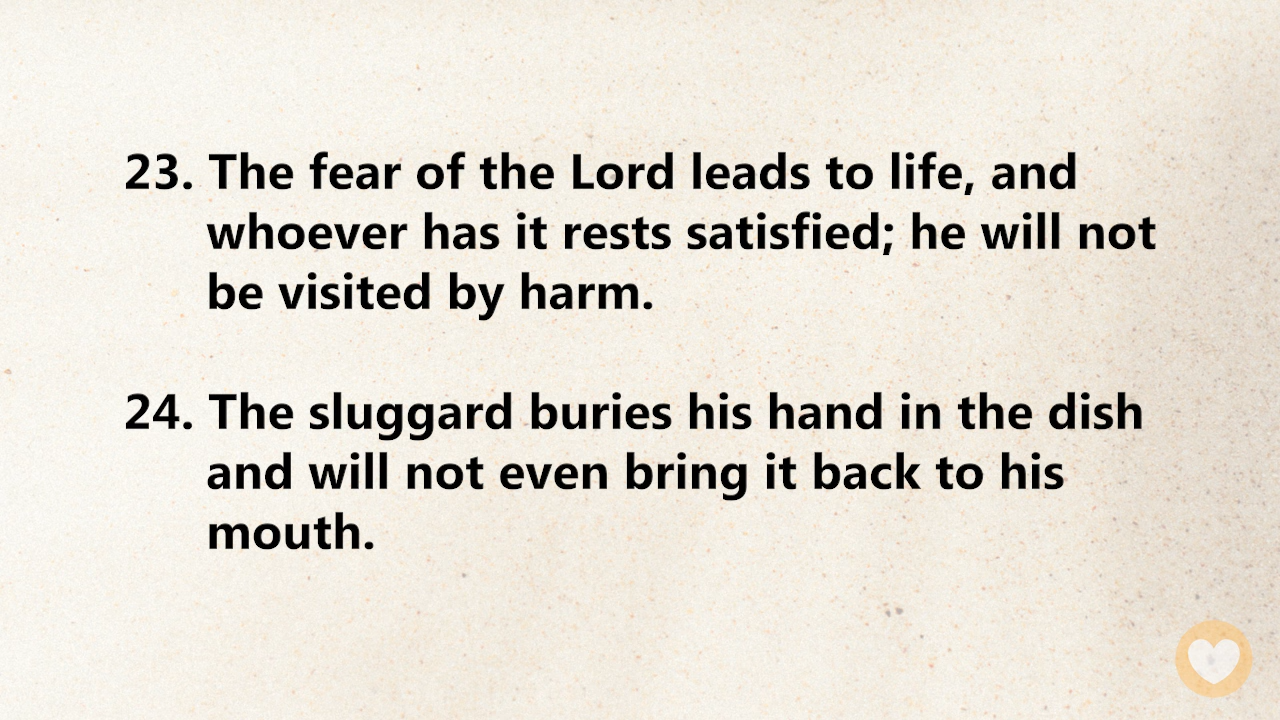 23. The fear of the Lord leads to life, and
whoever has it rests satisfied; he will not
be visited by harm.
24. The sluggard buries his hand in the dish
and will not even bring it back to his
mouth.